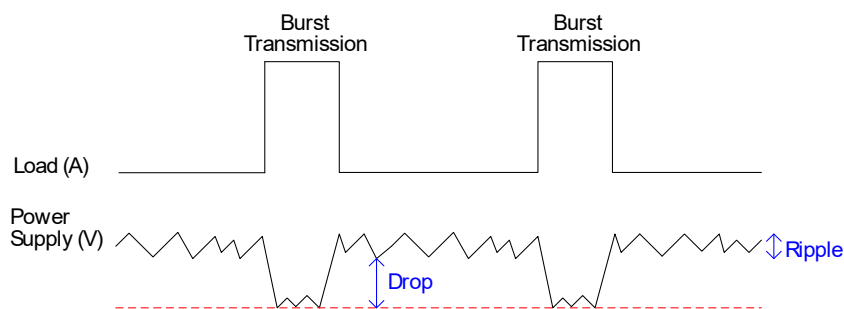 Burst
Transmission
Burst
Transmission
Load (A)
Power
Supply (V)
Ripple
Drop